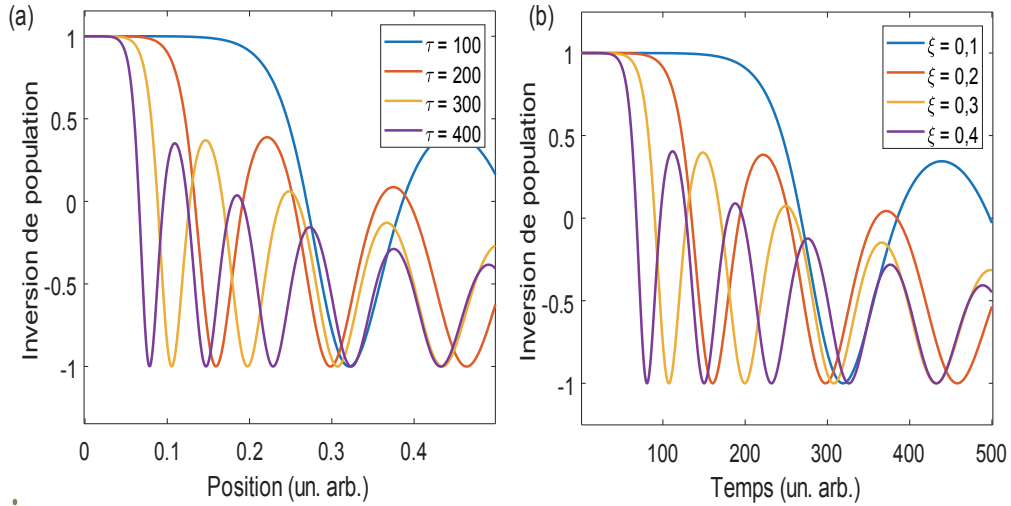 (a)
Inversion de population
1
0.5
0
-0.5
-1
0
0.1
0.2
0.3
0.4
Position (un. arb.)
τ = 100
τ = 200
τ = 300
τ = 400
(b)
Inversion de population
1
0.5
0
-0.5
-1
100
200
300
400
500
Temps (un. arb.)
ξ = 0,1
ξ = 0,2
ξ = 0,3
ξ = 0,4